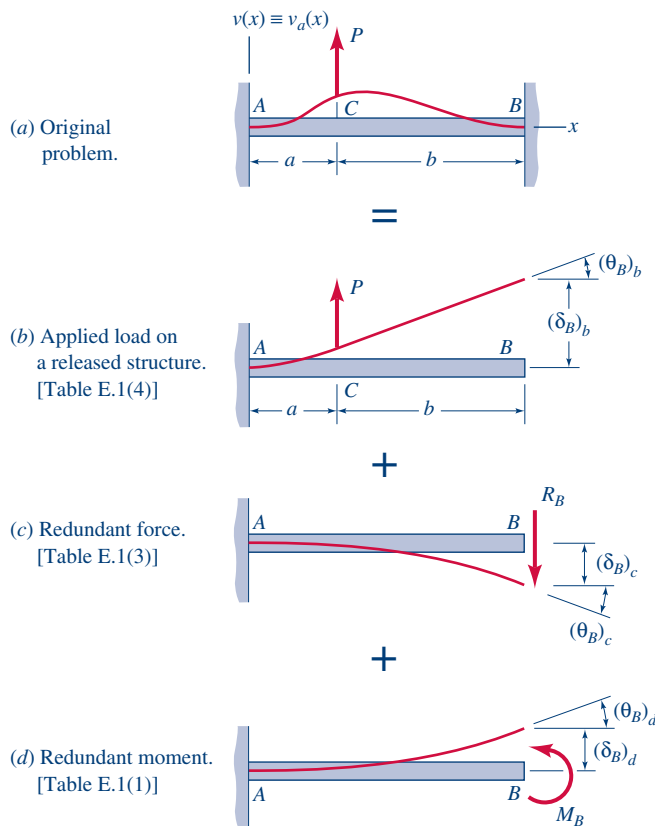 v(x) ≡ v_a(x)
P
(a) Original
problem.
A
C
B
x
a
b
=
(θ_B)_b
P
(δ_B)_b
(b) Applied load on
a released structure.
[Table E.1(4)]
A
B
C
a
b
+
R_B
(c) Redundant force.
[Table E.1(3)]
A
B
(δ_B)_c
(θ_B)_c
+
(θ_B)_d
(δ_B)_d
(d) Redundant moment.
[Table E.1(1)]
A
B
M_B